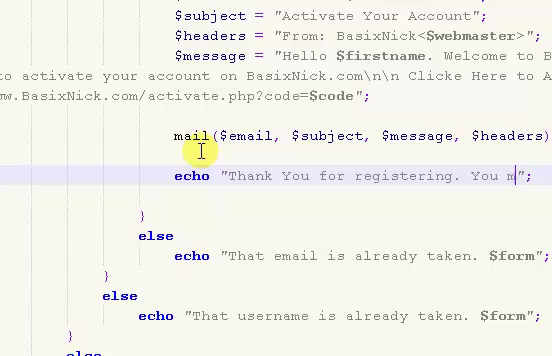 $subject = "Activate Your Account";
$headers = "From: BasixNick<$webmaster>";
$message = "Hello $firstname. Welcome to B
to activate your account on BasixNick.com\n\n Clicke Here to A
ww.BasixNick.com/activate.php?code=$code";
mail($email, $subject, $message, $headers)
echo "Thank You for registering. You m";
}
else
echo "That email is already taken. $form";
}
else
echo "That username is already taken. $form";
}
else